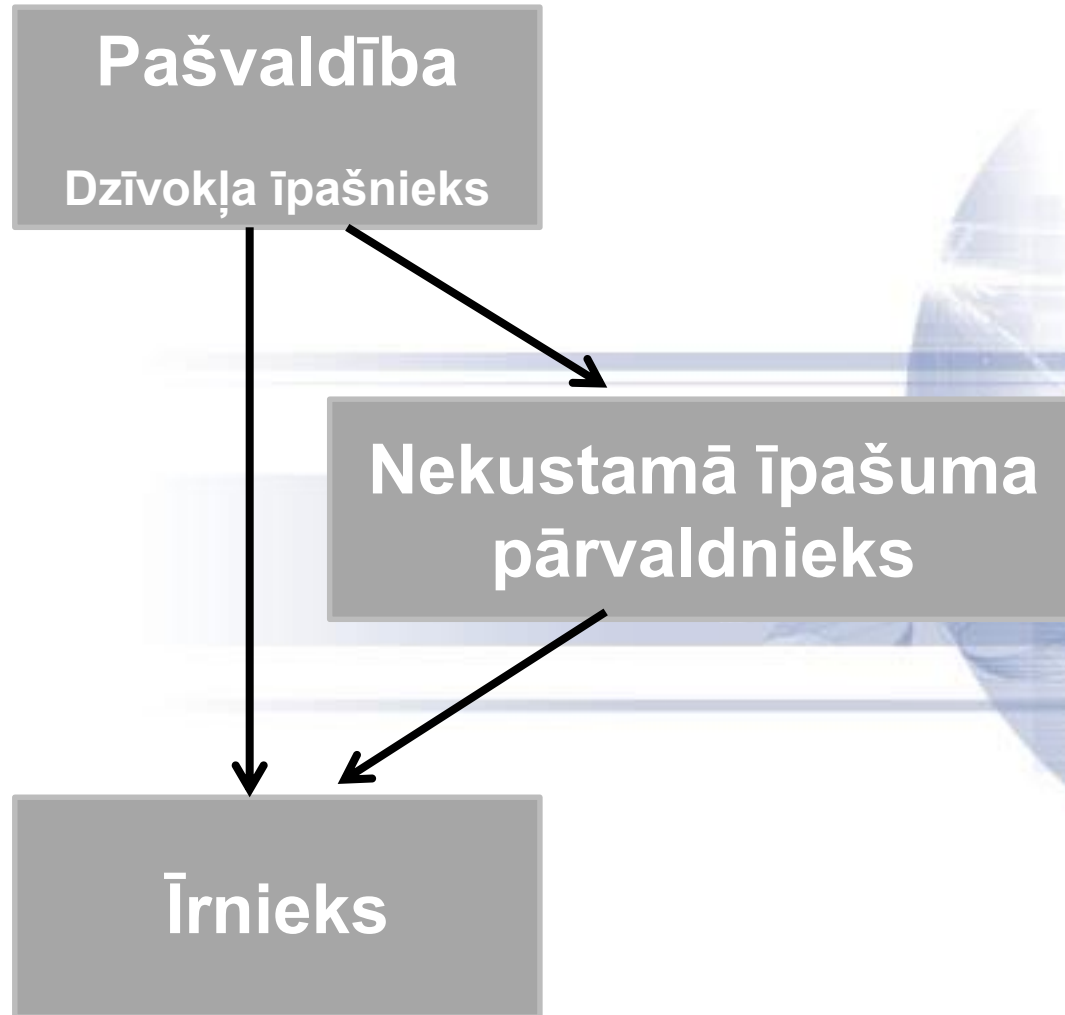 Pašvaldība
Dzīvokļa īpašnieks
Nekustamā īpašuma
pārvaldnieks
Īrnieks